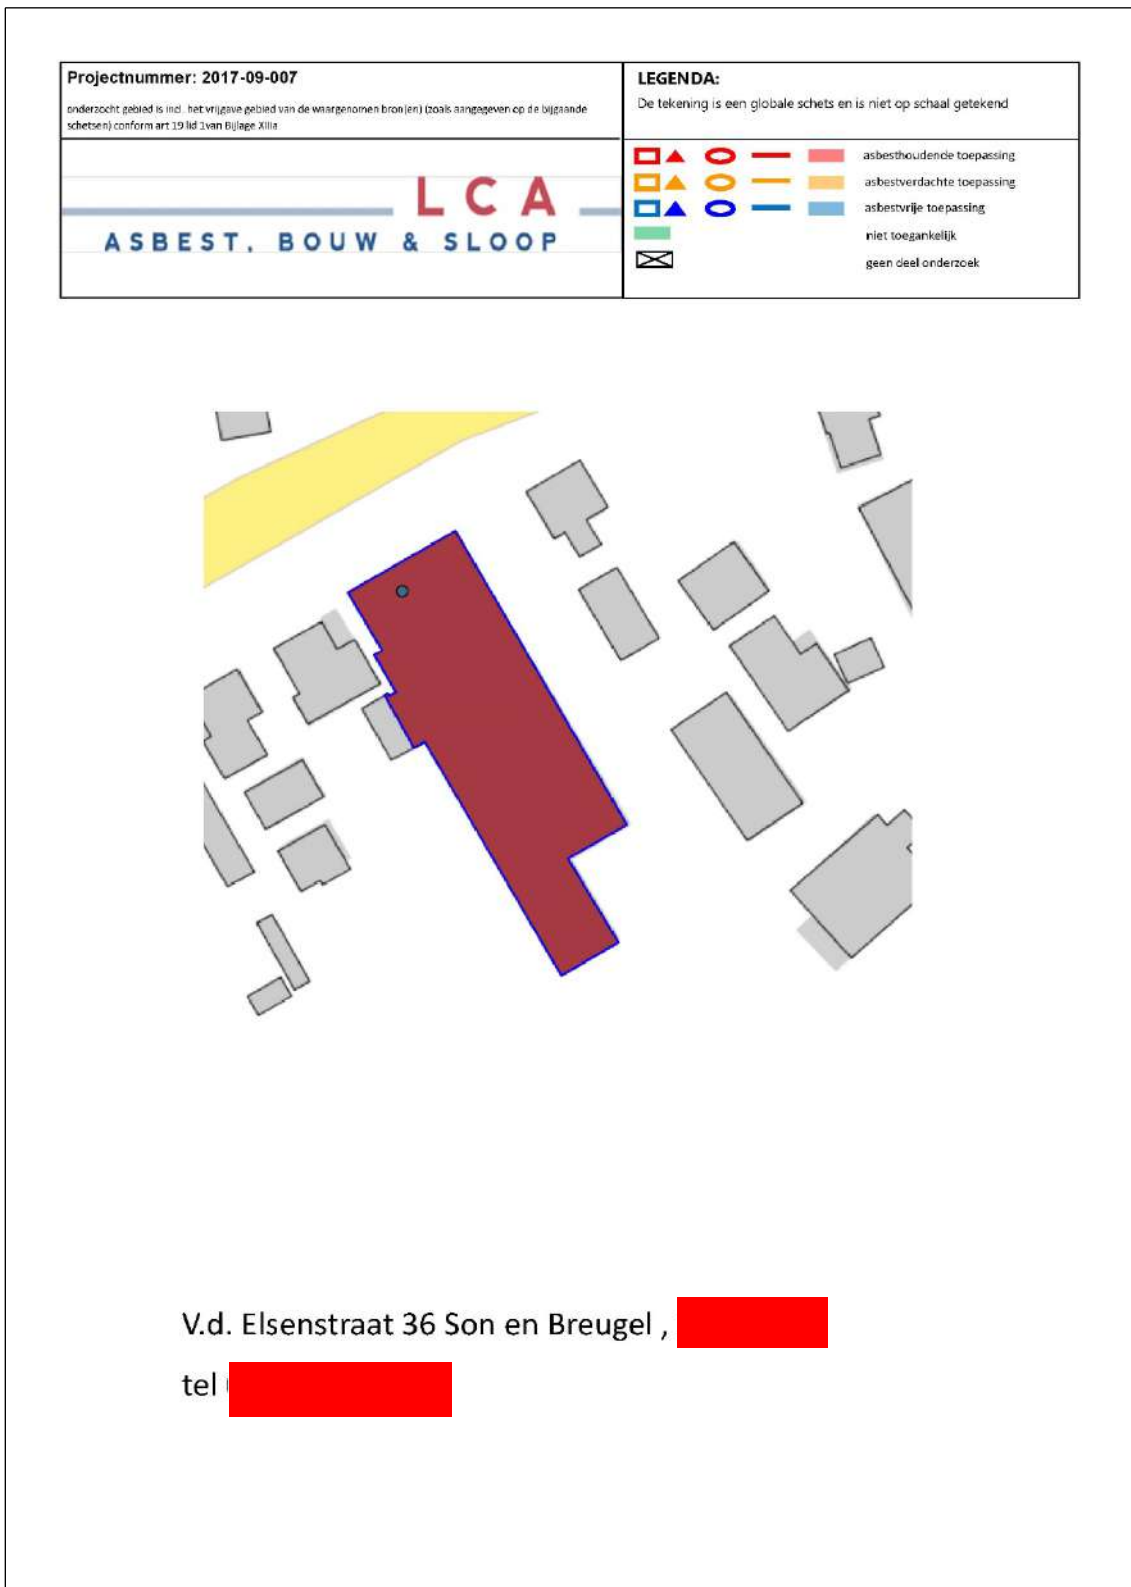 Projectnummer: 2017-09-007
onderzocht gebied is incl. het vrijgave gebied van de waargenomen bron(en) (zoals aangegeven op de bijgaande
schetsen) conform art 19 lid 1van Bijlage XIIIa
LCA
ASBEST, BOUW & SLOOP
LEGENDA:
De tekening is een globale schets en is niet op schaal getekend
asbesthoudende toepassing
asbestverdachte toepassing
asbestvrije toepassing
niet toegankelijk
geen deel onderzoek
V.d. Elsenstraat 36 Son en Breugel ,
tel